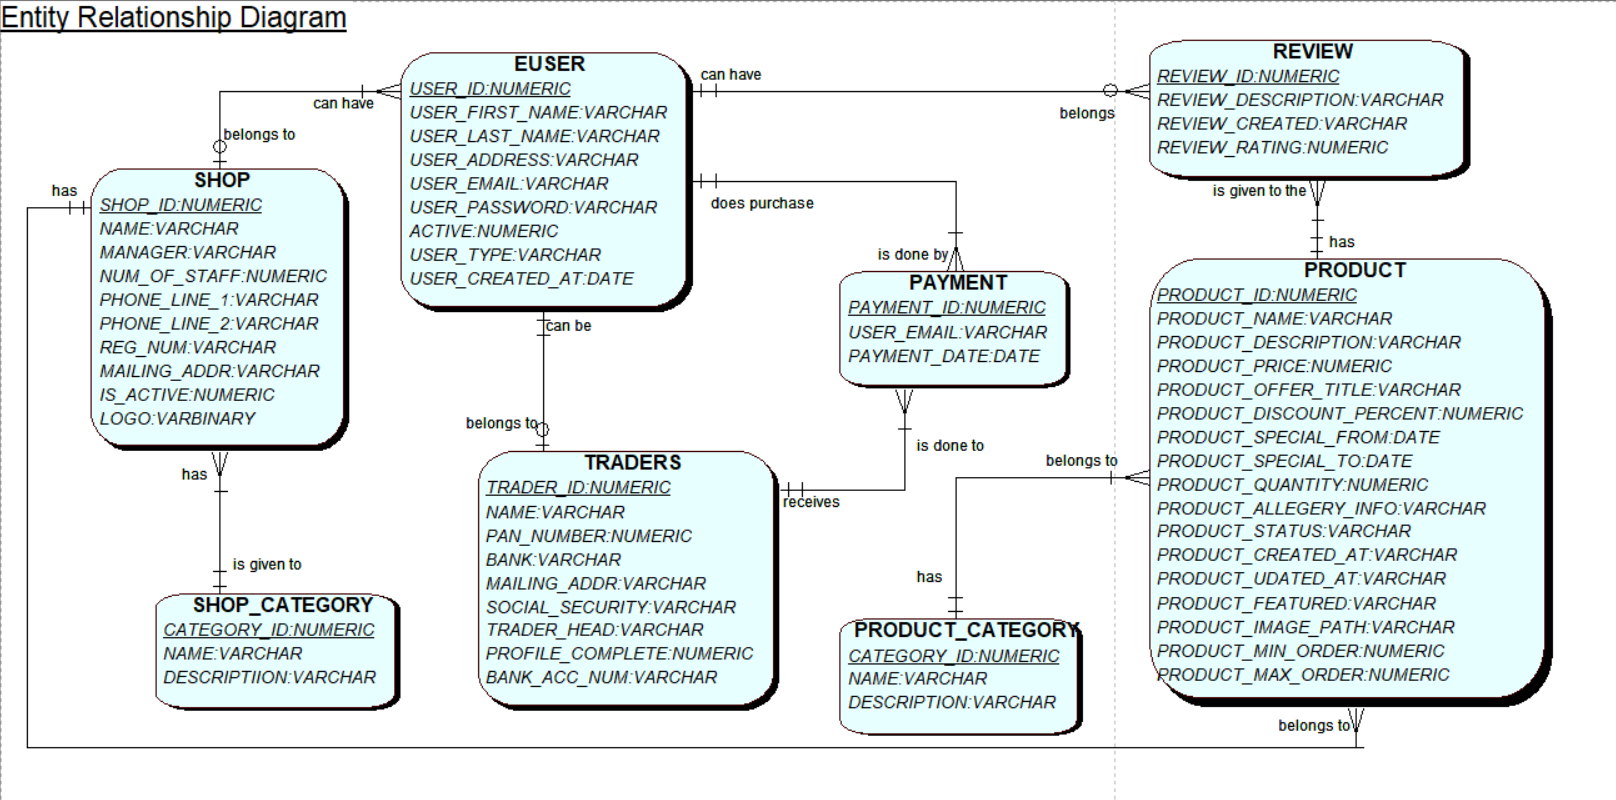 Entity Relationship Diagram
EUSER
USER_ID:NUMERIC
USER_FIRST_NAME:VARCHAR
USER_LAST_NAME:VARCHAR
USER_ADDRESS:VARCHAR
USER_EMAIL:VARCHAR
USER_PASSWORD:VARCHAR
ACTIVE:NUMERIC
USER_TYPE:VARCHAR
USER_CREATED_AT:DATE
can have
belongs to
can have
belongs
REVIEW
REVIEW_ID:NUMERIC
REVIEW_DESCRIPTION:VARCHAR
REVIEW_CREATED:VARCHAR
REVIEW_RATING:NUMERIC
has
SHOP
SHOP_ID:NUMERIC
NAME:VARCHAR
MANAGER:VARCHAR
NUM_OF_STAFF:NUMERIC
PHONE_LINE_1:VARCHAR
PHONE_LINE_2:VARCHAR
REG_NUM:VARCHAR
MAILING_ADDR:VARCHAR
IS_ACTIVE:NUMERIC
LOGO:VARBINARY
does purchase
is done by
is given to the
has
PAYMENT
PAYMENT_ID:NUMERIC
USER_EMAIL:VARCHAR
PAYMENT_DATE:DATE
PRODUCT
PRODUCT_ID:NUMERIC
PRODUCT_NAME:VARCHAR
PRODUCT_DESCRIPTION:VARCHAR
PRODUCT_PRICE:NUMERIC
PRODUCT_OFFER_TITLE:VARCHAR
PRODUCT_DISCOUNT_PERCENT:NUMERIC
PRODUCT_SPECIAL_FROM:DATE
PRODUCT_SPECIAL_TO:DATE
PRODUCT_QUANTITY:NUMERIC
PRODUCT_ALLEGERY_INFO:VARCHAR
PRODUCT_STATUS:VARCHAR
PRODUCT_CREATED_AT:VARCHAR
PRODUCT_UDATED_AT:VARCHAR
PRODUCT_FEATURED:VARCHAR
PRODUCT_IMAGE_PATH:VARCHAR
PRODUCT_MIN_ORDER:NUMERIC
PRODUCT_MAX_ORDER:NUMERIC
can be
belongs to
is done to
receives
belongs to
has
TRADERS
TRADER_ID:NUMERIC
NAME:VARCHAR
PAN_NUMBER:NUMERIC
BANK:VARCHAR
MAILING_ADDR:VARCHAR
SOCIAL_SECURITY:VARCHAR
TRADER_HEAD:VARCHAR
PROFILE_COMPLETE:NUMERIC
BANK_ACC_NUM:VARCHAR
has
is given to
SHOP_CATEGORY
CATEGORY_ID:NUMERIC
NAME:VARCHAR
DESCRIPTIION:VARCHAR
PRODUCT_CATEGORY
CATEGORY_ID:NUMERIC
NAME:VARCHAR
DESCRIPTION:VARCHAR
belongs to